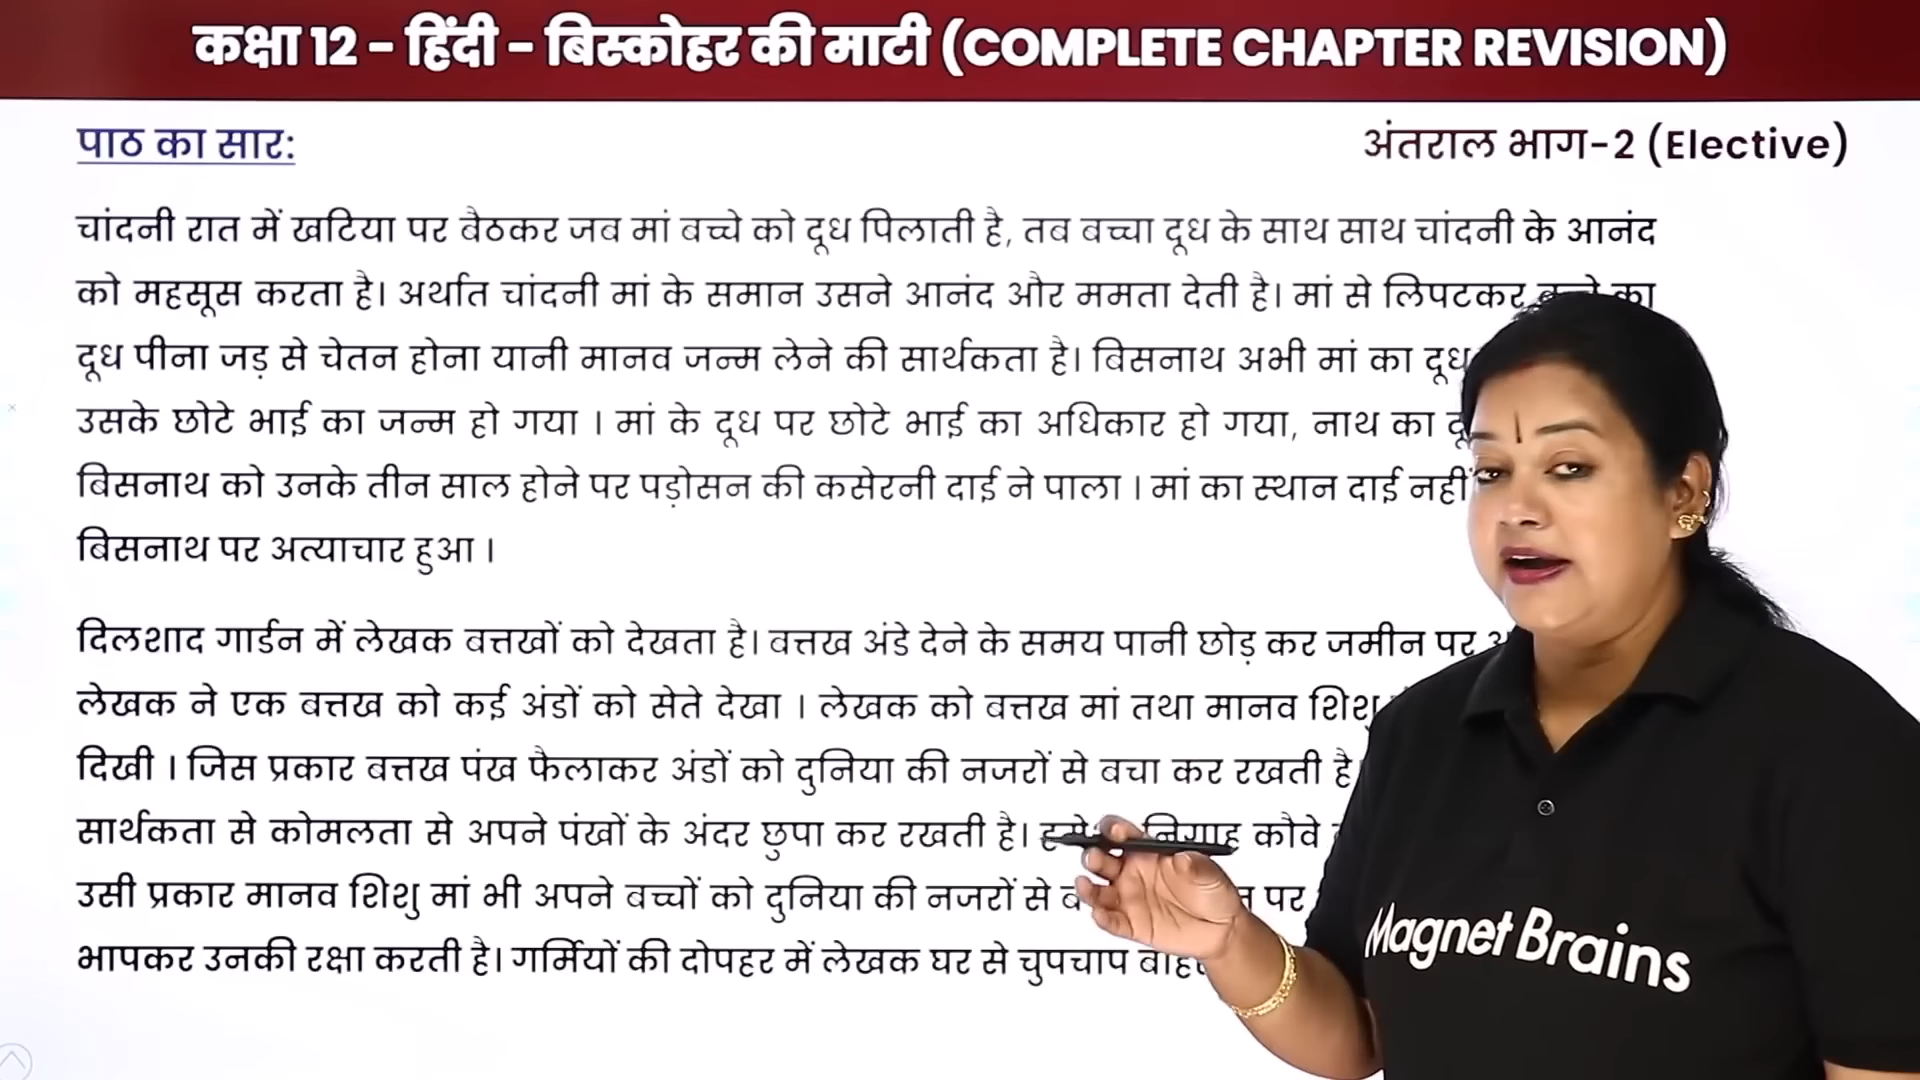 कक्षा 12 - हिंदी - बिस्कोहर की माटी (COMPLETE CHAPTER REVISION)
पाठ का सार:
अंतराल भाग-2 (Elective)
चांदनी रात में खटिया पर बैठकर जब मां बच्चे को दूध पिलाती है, तब बच्चा दूध के साथ साथ चांदनी के आनंद
को महसूस करता है। अर्थात चांदनी मां के समान उसने आनंद और ममता देती है। मां से लिपटकर का
दूध पीना जड़ से चेतन होना यानी मानव जन्म लेने की सार्थकता है। बिसनाथ अभी मां का दूध
उसके छोटे भाई का जन्म हो गया । मां के दूध पर छोटे भाई का अधिकार हो गया, नाथ का
बिसनाथ को उनके तीन साल होने पर पड़ोसन की कसेरनी दाई ने पाला । मां का स्थान दाई नहीं
बिसनाथ पर अत्याचार हुआ ।
दिलशाद गार्डन में लेखक बत्तखों को देखता है। बत्तख अंडे देने के समय पानी छोड़ कर जमीन पर
लेखक ने एक बत्तख को कई अंडों को सेते देखा । लेखक को बत्तख मां तथा मानव शिशु
दिखी । जिस प्रकार बत्तख पंख फैलाकर अंडों को दुनिया की नजरों से बचा कर रखती है
सार्थकता से कोमलता से अपने पंखों के अंदर छुपा कर रखती है। निगाह कौवे
उसी प्रकार मानव शिशु मां भी अपने बच्चों को दुनिया की नजरों से पर
भापकर उनकी रक्षा करती है। गर्मियों की दोपहर में लेखक घर से चुपचाप
Magnet Brains